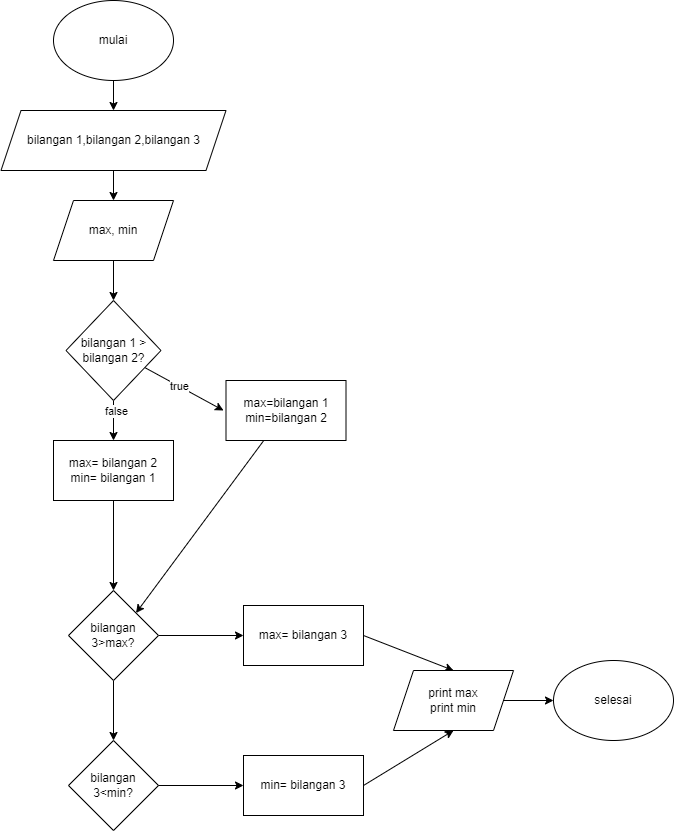 mulai
bilangan 1,bilangan 2,bilangan 3
max, min
bilangan 1 >
bilangan 2?
true
false
max=bilangan 1
min=bilangan 2
max= bilangan 2
min= bilangan 1
bilangan
3>max?
max= bilangan 3
print max
print min
selesai
bilangan
3<min?
min= bilangan 3